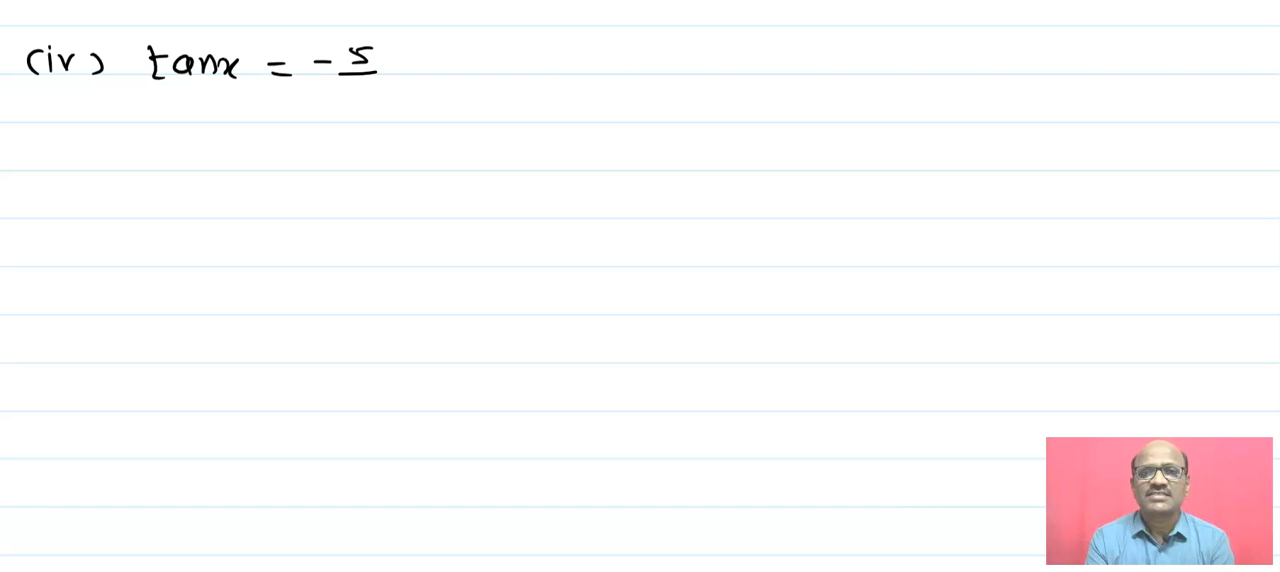 (iv) tanx = - 5